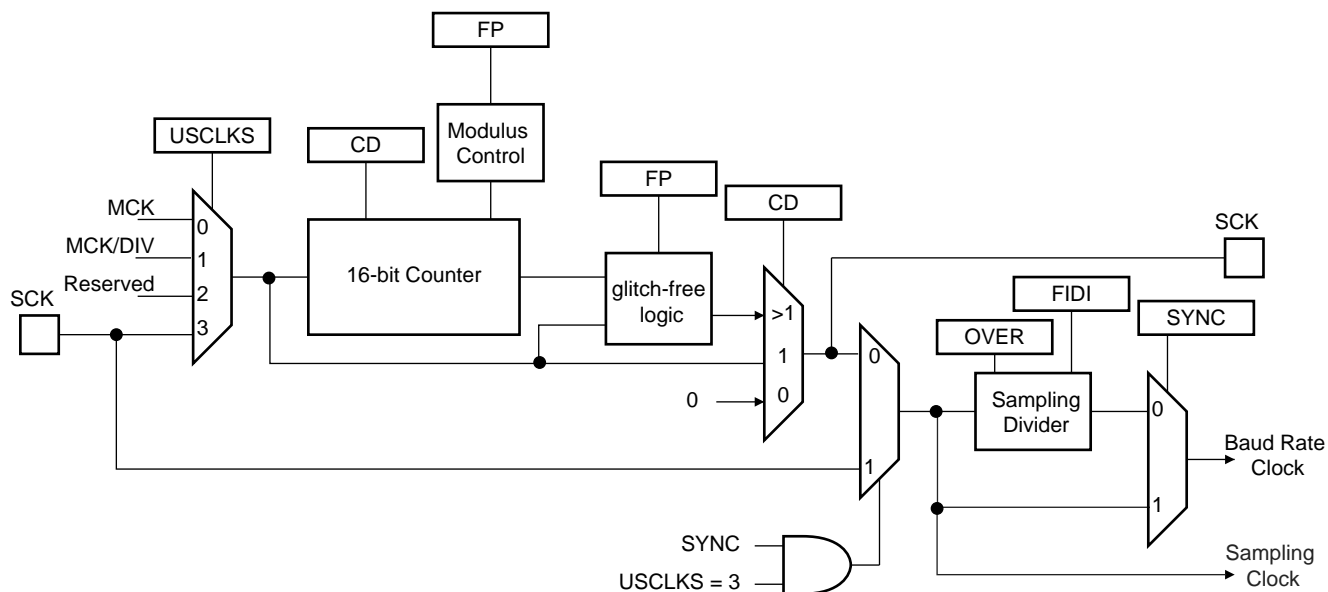 FP
USCLKS
CD
Modulus
Control
FP
CD
MCK
0
MCK/DIV
1
Reserved
2
SCK
3
16-bit Counter
glitch-free
logic
>1
1
0
0
SCK
FIDI
OVER
SYNC
0
1
Sampling
Divider
0
1
Baud Rate
Clock
SYNC
USCLKS = 3
Sampling
Clock